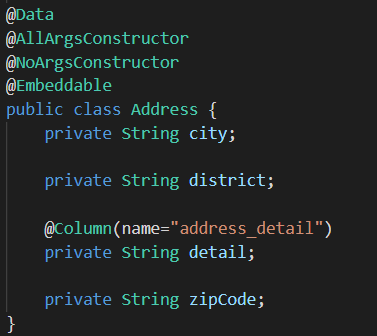 @Data
@AllArgsConstructor
@NoArgsConstructor
@Embeddable
public class Address {
    private String city;

    private String district;

    @Column(name="address_detail")
    private String detail;

    private String zipCode;
}